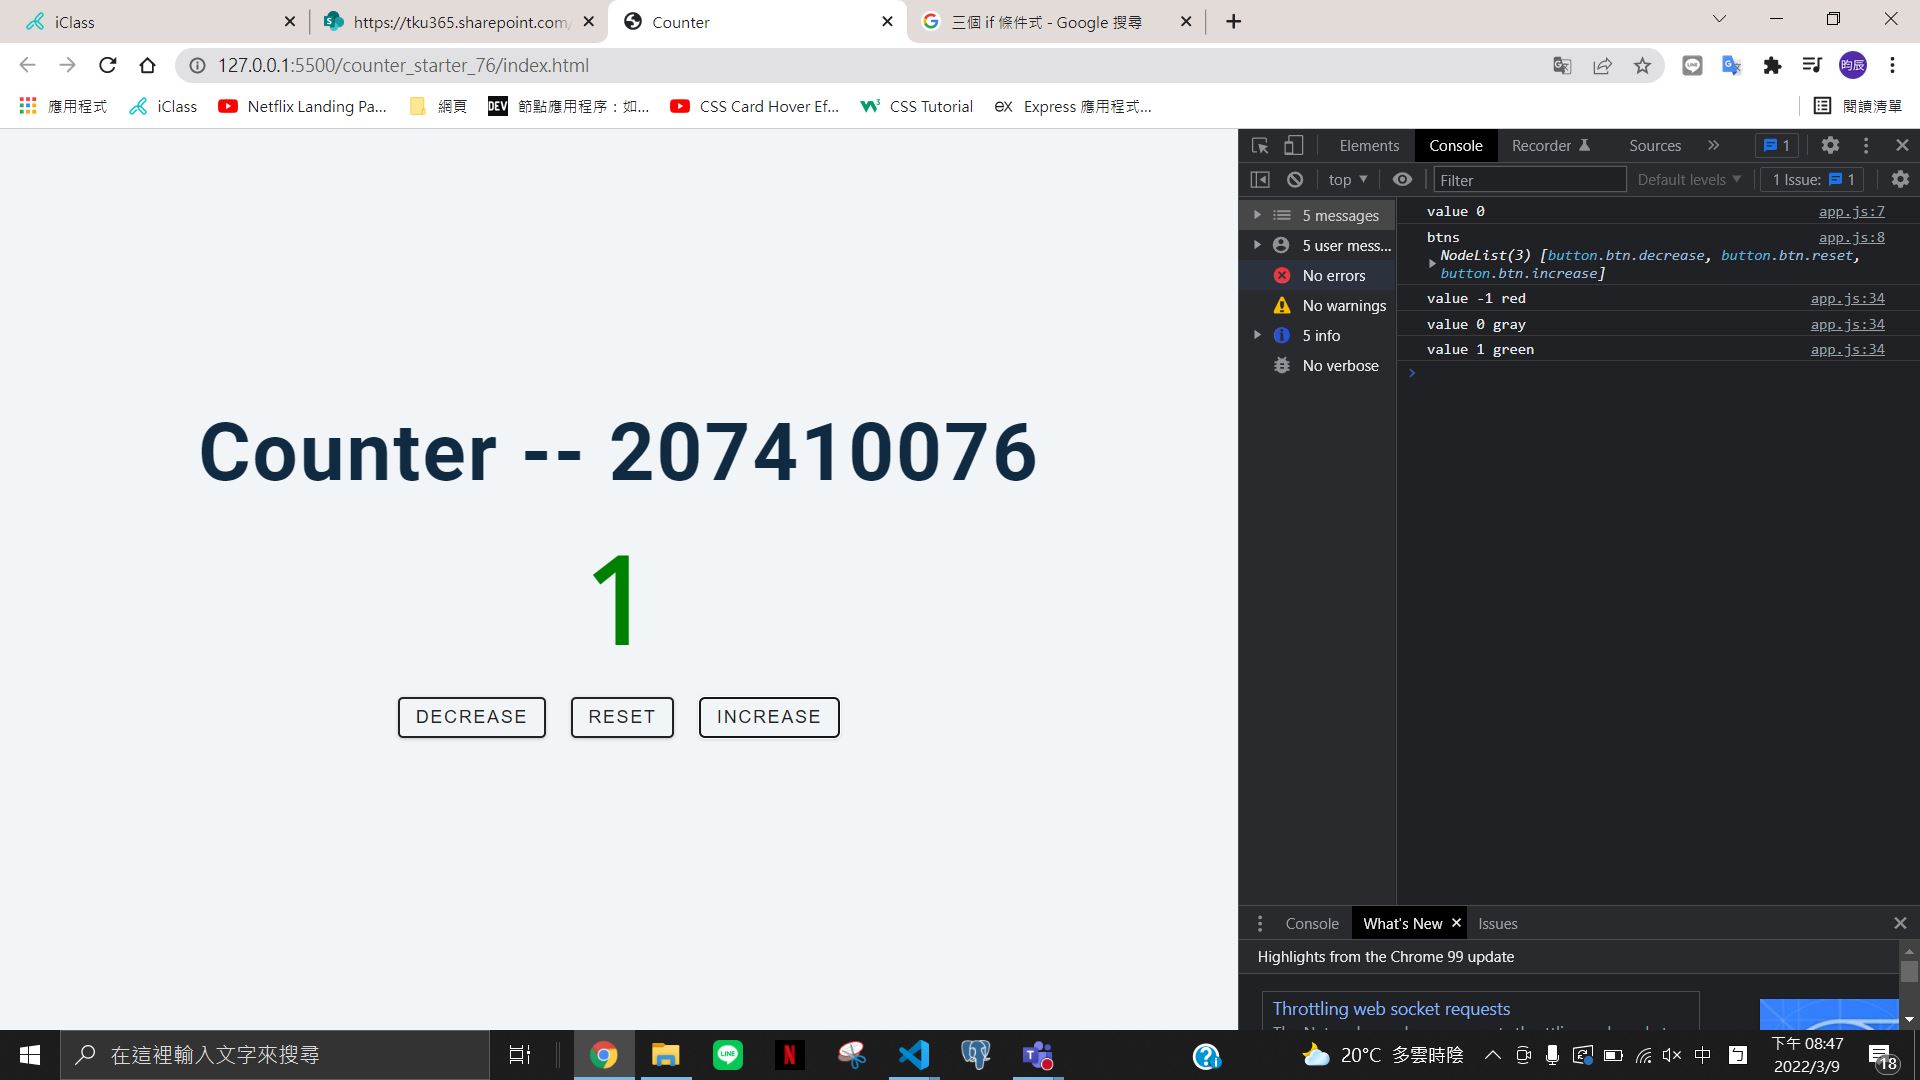 iClass
https://tku365.sharepoint.com/
Counter
三個 if 條件式 - Google 搜尋
127.0.0.1:5500/counter_starter_76/index.html
昀辰
應用程式
iClass
Netflix Landing Pa...
網頁
DEV
節點應用程序：如...
CSS Card Hover Ef...
CSS Tutorial
ex
Express 應用程式...
閱讀清單
Elements
Console
Recorder
Sources
1
top
Filter
Default levels
1 Issue:
1
5 messages
5 user mess...
No errors
No warnings
5 info
No verbose
value 0
app.js:7
btns
app.js:8
NodeList(3) [button.btn.decrease, button.btn.reset,
button.btn.increase]
value -1 red
app.js:34
value 0 gray
app.js:34
value 1 green
app.js:34
Counter -- 207410076
1
DECREASE
RESET
INCREASE
Console
What's New
Issues
Highlights from the Chrome 99 update
Throttling web socket requests
在這裡輸入文字來搜尋
LINE
N
20°C 多雲時陰
中
下午 08:47
2022/3/9
18